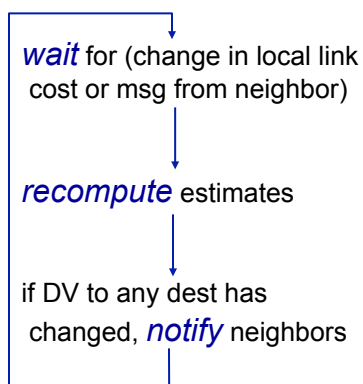 wait for (change in local link
cost or msg from neighbor)
recompute estimates
if DV to any dest has
changed, notify neighbors